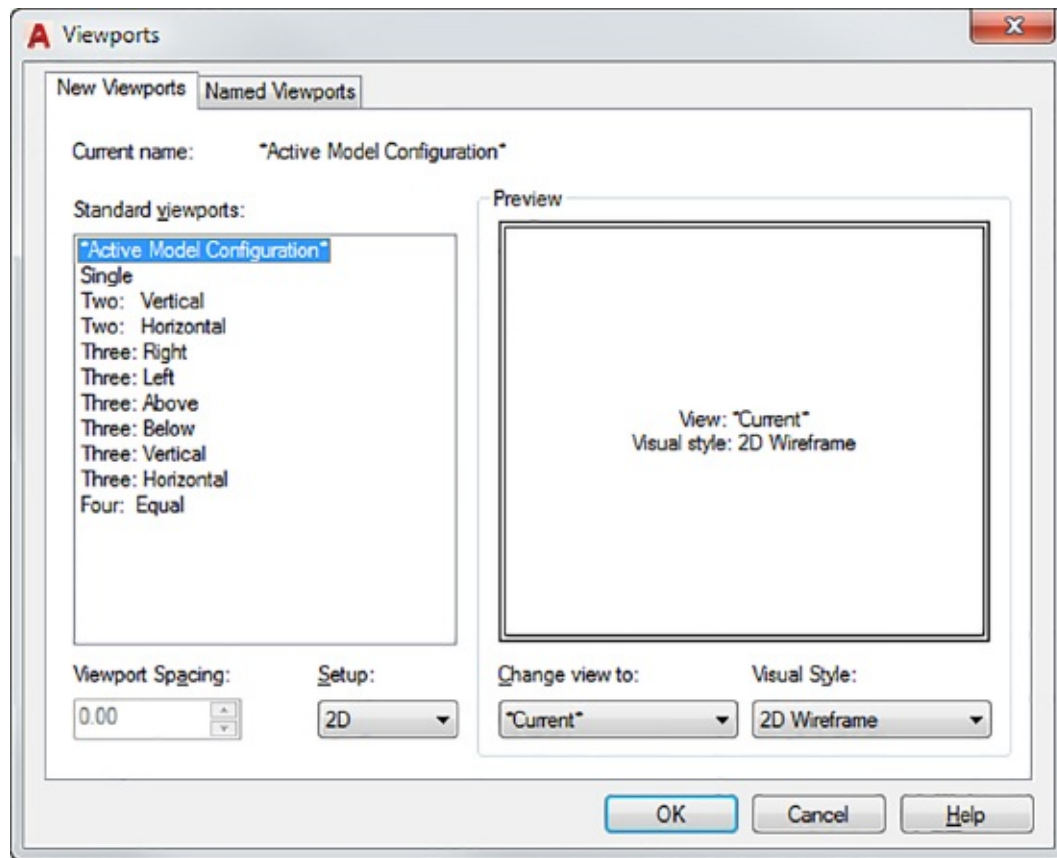 A Viewports
New Viewports
Named Viewports
Current name: *Active Model Configuration*
Standard viewports:
*Active Model Configuration*
Single
Two: Vertical
Two: Horizontal
Three: Right
Three: Left
Three: Above
Three: Below
Three: Vertical
Three: Horizontal
Four: Equal
Preview
View: *Current*
Visual style: 2D Wireframe
Viewport Spacing:
0.00
Setup:
2D
Change view to:
*Current*
Visual Style:
2D Wireframe
OK
Cancel
Help